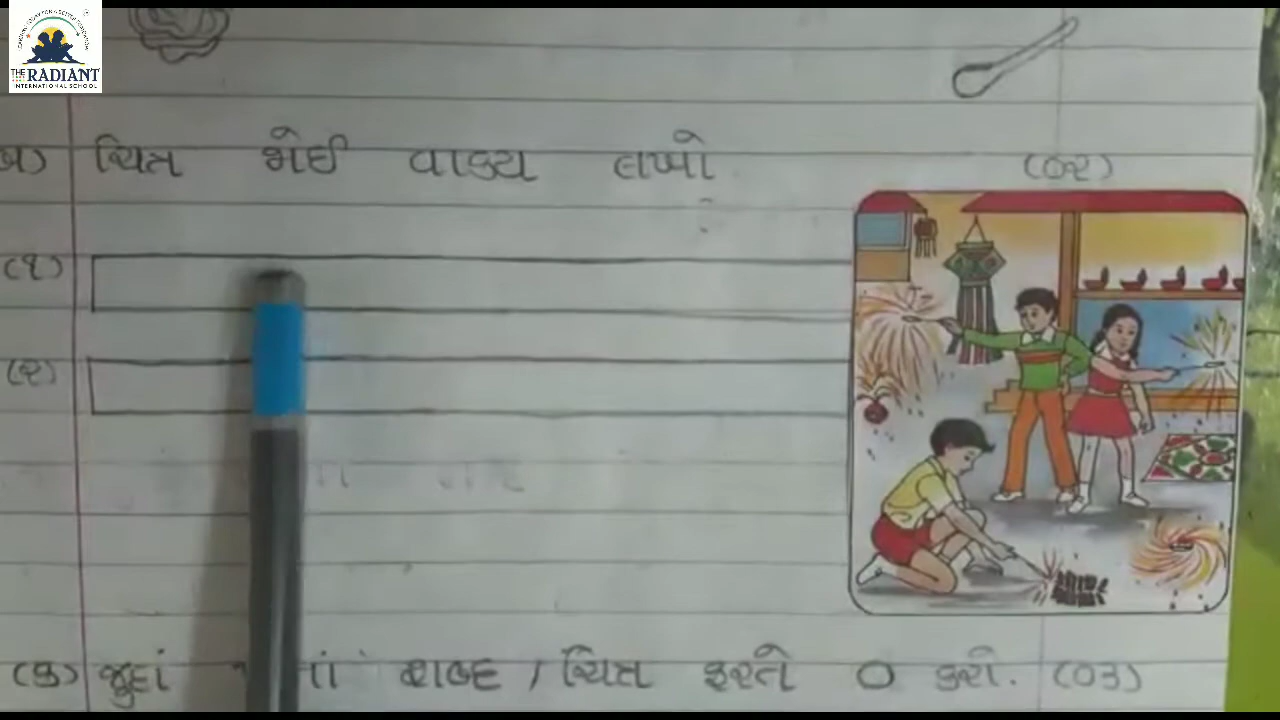 THE RADIANT
INTERNATIONAL SCHOOL
બ) ચિત્ર જોઈ વાક્ય લખો (૦૨)
(૧)
(૨)
(ક) જૂદાં શબ્દ / ચિત્ર ફરતે O કરો. (૦૩)